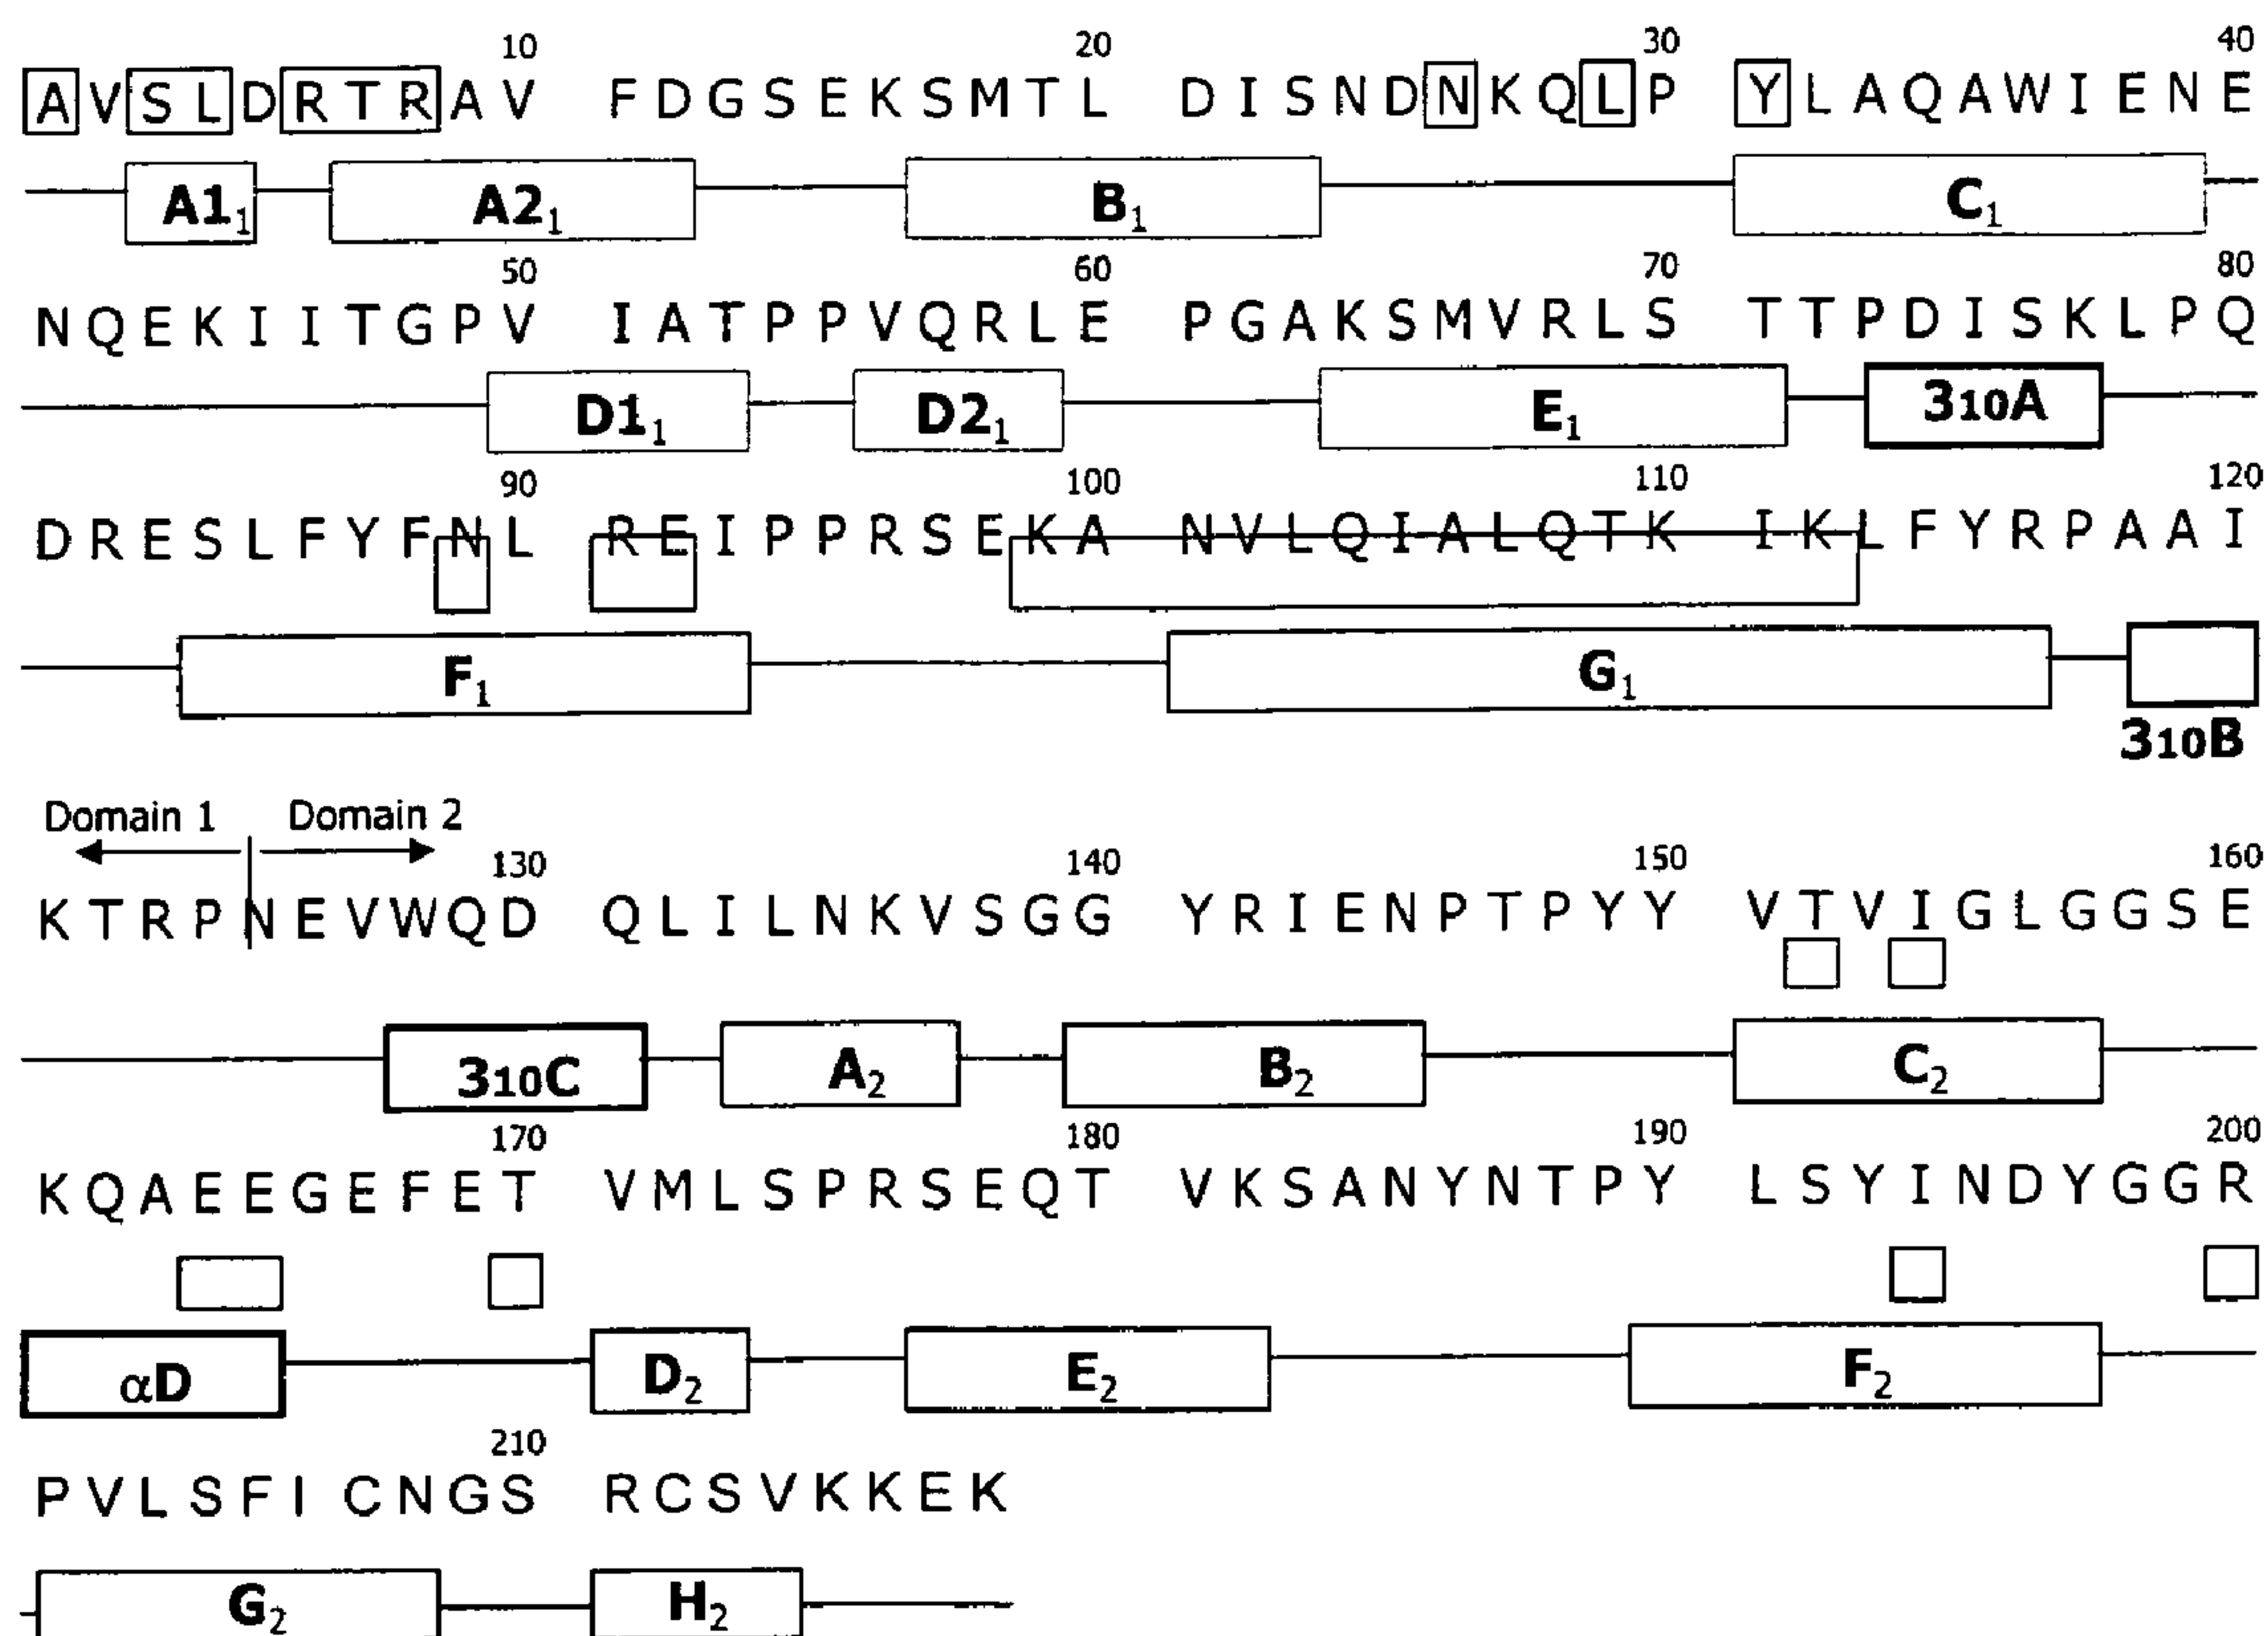 10 20 30 40
A V S L D R T R A V F D G S E K S M T L D I S N D N K Q L P Y L A Q A W I E N E
A1₁ A2₁ B₁ C₁
50 60 70 80
N Q E K I I T G P V I A T P P V Q R L E P G A K S M V R L S T T P D I S K L P Q
D1₁ D2₁ E₁ 310A
90 100 110 120
D R E S L F Y F N L R E I P P R S E K A N V L Q I A L Q T K I K L F Y R P A A I
F₁ G₁
310B
Domain 1 Domain 2
130 140 150 160
K T R P N E V W Q D Q L I L N K V S G G Y R I E N P T P Y Y V T V I G L G G S E
310C A₂ B₂ C₂
170 180 190 200
K Q A E E G E F E T V M L S P R S E Q T V K S A N Y N T P Y L S Y I N D Y G G R
αD D₂ E₂ F₂
210
P V L S F I C N G S R C S V K K E K
G₂ H₂